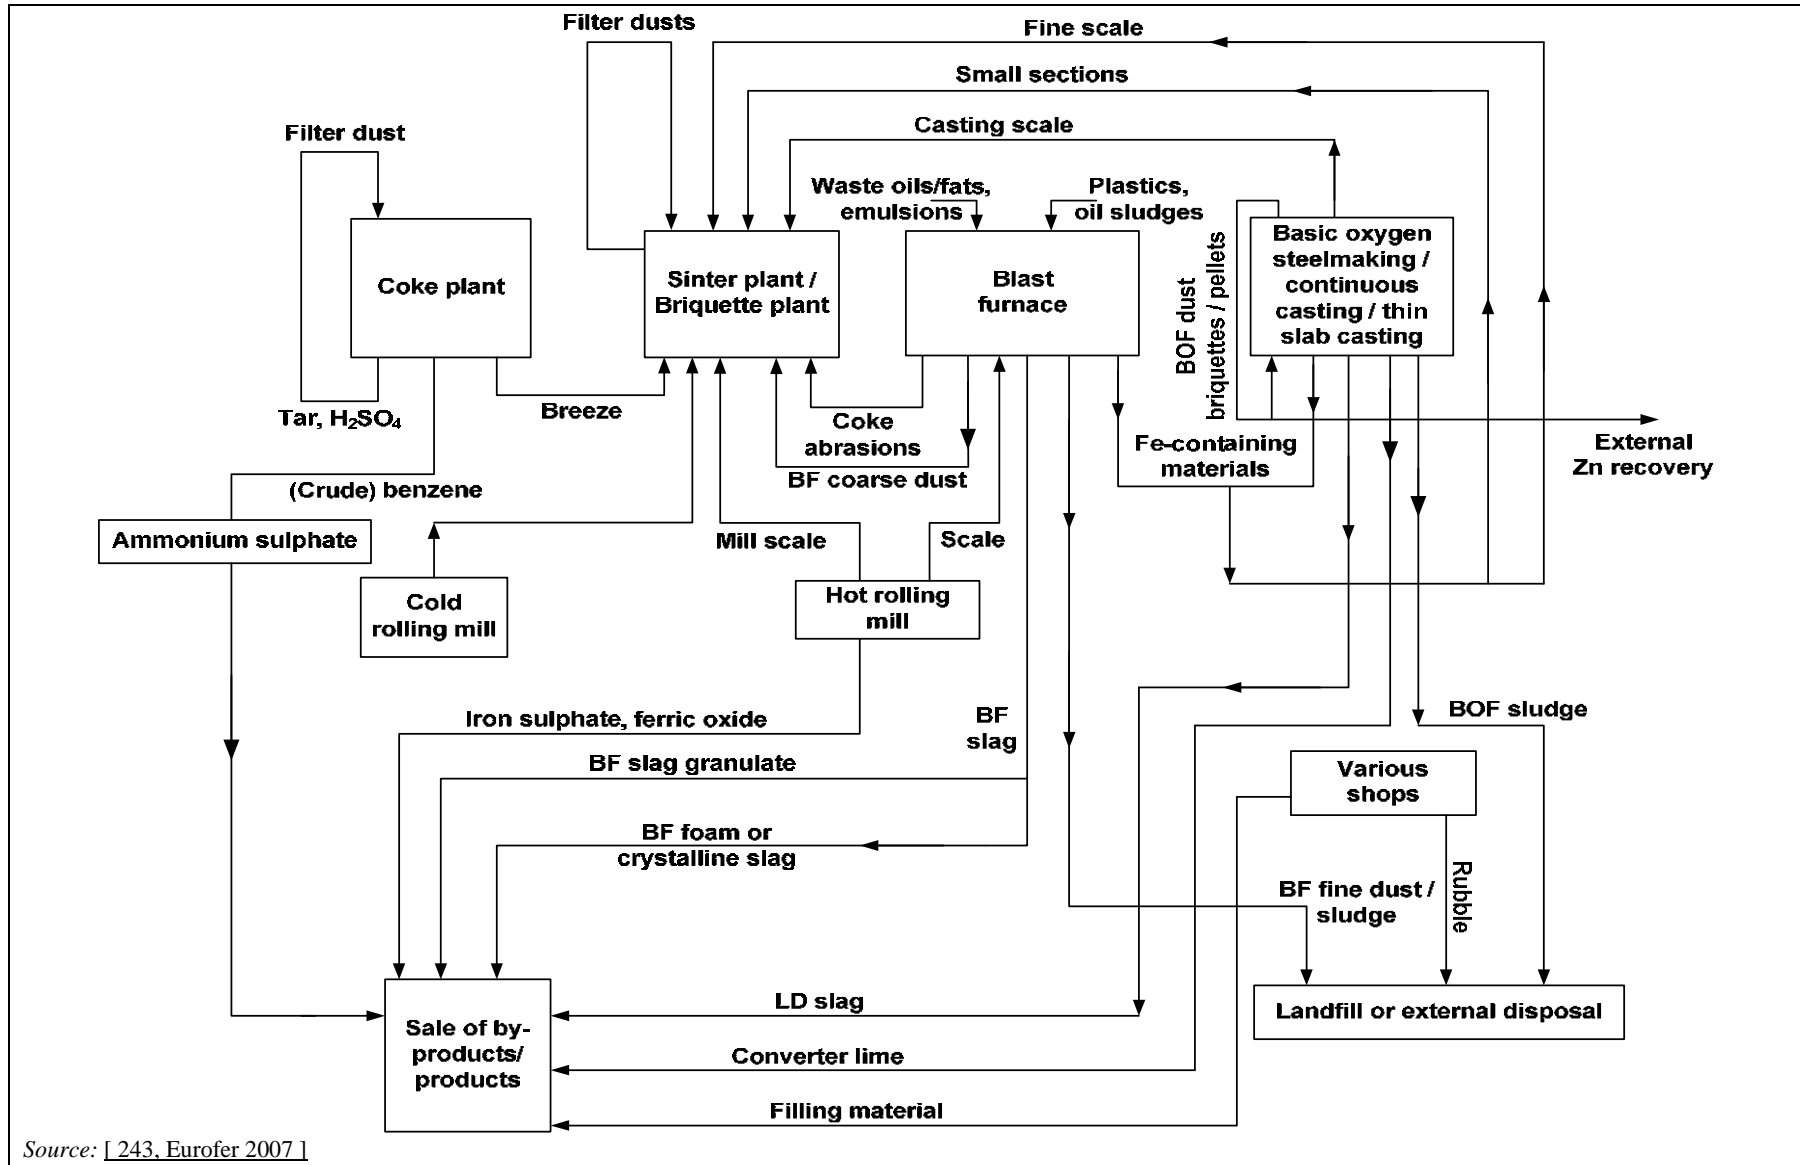 Filter dusts
Fine scale
Small sections
Casting scale
Filter dust
Waste oils/fats,
emulsions
Plastics,
oil sludges
Coke plant
Sinter plant /
Briquette plant
Blast
furnace
BOF dust
briquettes / pellets
Basic oxygen
steelmaking /
continuous
casting / thin
slab casting
Tar, H₂SO₄
Breeze
Coke
abrasions
BF coarse dust
Fe-containing
materials
External
Zn recovery
(Crude) benzene
Ammonium sulphate
Mill scale
Scale
Cold
rolling mill
Hot rolling
mill
Iron sulphate, ferric oxide
BF
slag
BOF sludge
BF slag granulate
Various
shops
BF foam or
crystalline slag
BF fine dust /
sludge
Rubble
LD slag
Landfill or external disposal
Sale of by-
products/
products
Converter lime
Filling material
Source: [ 243, Eurofer 2007 ]